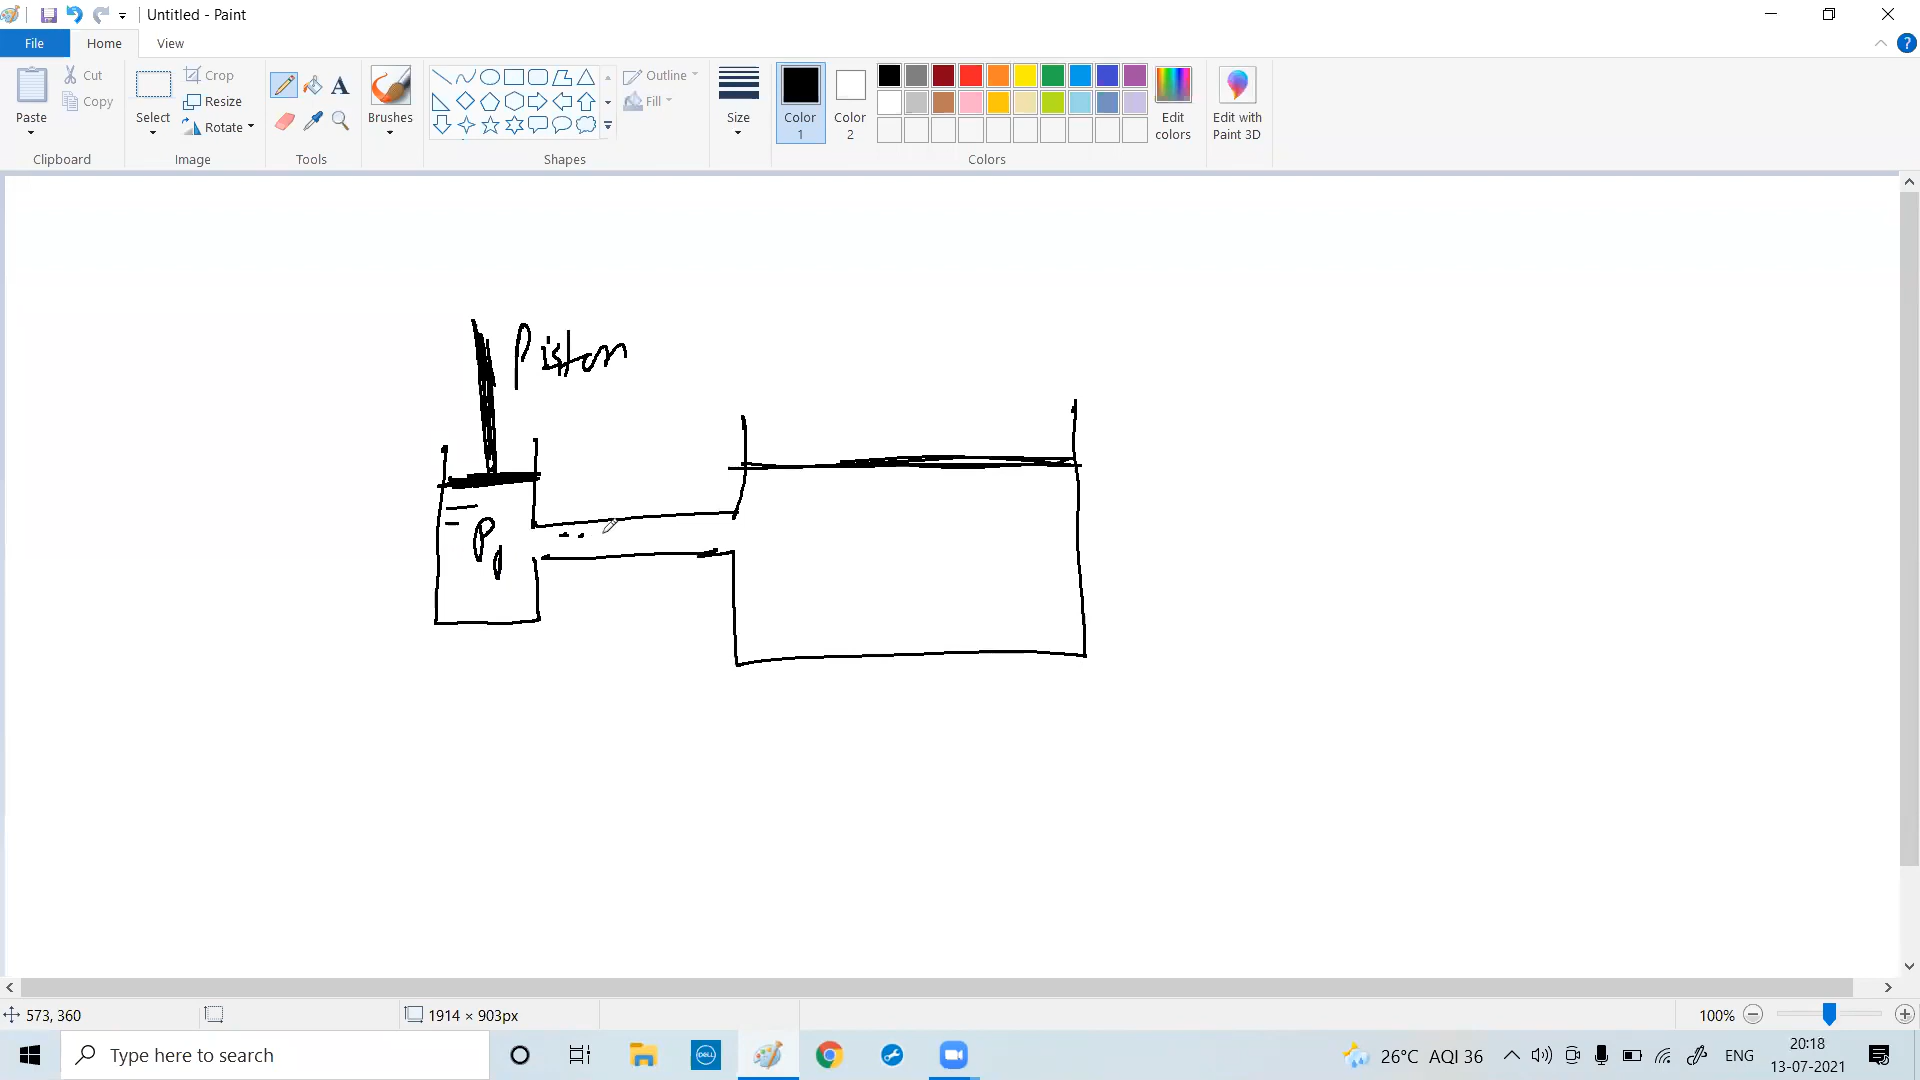 Untitled - Paint
File
Home
View
Paste
Cut
Copy
Clipboard
Select
Crop
Resize
Rotate
Image
A
Tools
Brushes
Shapes
Outline
Fill
Size
Color 1
Color 2
Colors
Edit colors
Edit with Paint 3D
?
Piston
P1
573, 360
1914 × 903px
100%
Type here to search
DELL
26°C AQI 36
ENG
20:18
13-07-2021